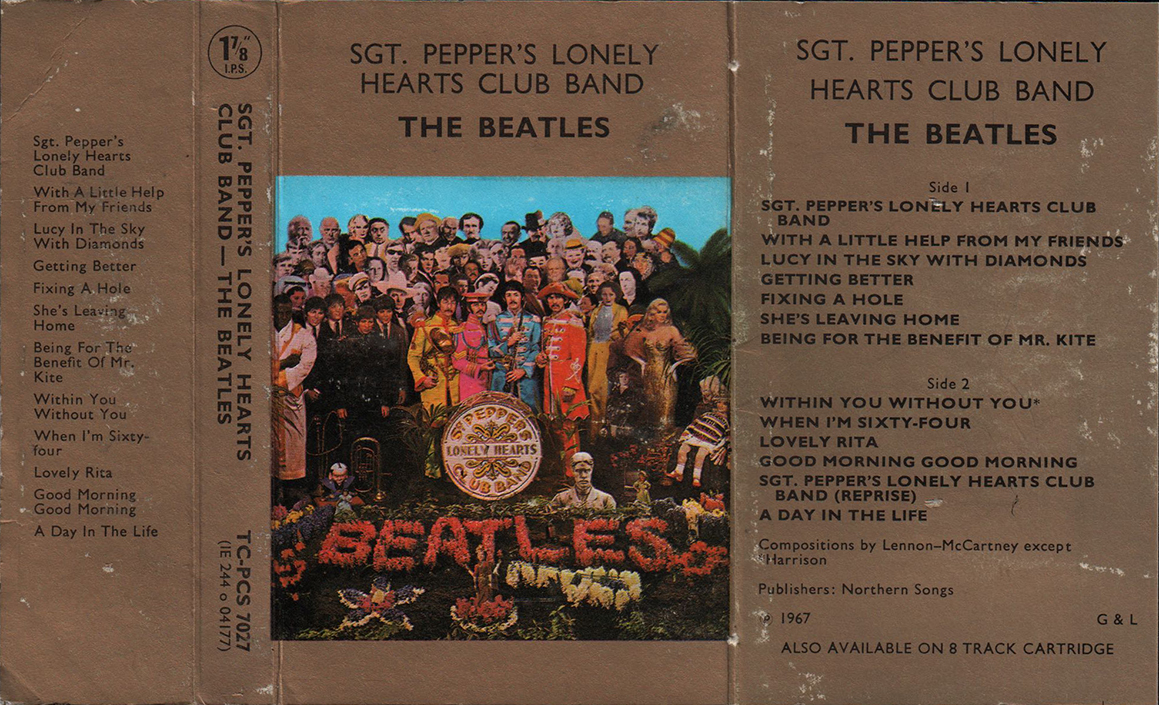 Sgt. Pepper's
Lonely Hearts
Club Band
With A Little Help
From My Friends
Lucy In The Sky
With Diamonds
Getting Better
Fixing A Hole
She's Leaving
Home
Being For The
Benefit Of Mr.
Kite
Within You
Without You
When I'm Sixty-
four
Lovely Rita
Good Morning
Good Morning
A Day In The Life
1⅞"
I.P.S.
SGT. PEPPER'S LONELY HEARTS
CLUB BAND — THE BEATLES
TC-PCS 7027
(IE 244 o 04177)
SGT. PEPPER'S LONELY
HEARTS CLUB BAND
THE BEATLES
SGT. PEPPERS
LONELY HEARTS
CLUB BAND
BEATLES
SGT. PEPPER'S LONELY
HEARTS CLUB BAND
THE BEATLES
Side 1
SGT. PEPPER'S LONELY HEARTS CLUB
BAND
WITH A LITTLE HELP FROM MY FRIENDS
LUCY IN THE SKY WITH DIAMONDS
GETTING BETTER
FIXING A HOLE
SHE'S LEAVING HOME
BEING FOR THE BENEFIT OF MR. KITE
Side 2
WITHIN YOU WITHOUT YOU*
WHEN I'M SIXTY-FOUR
LOVELY RITA
GOOD MORNING GOOD MORNING
SGT. PEPPER'S LONELY HEARTS CLUB
BAND (REPRISE)
A DAY IN THE LIFE
Compositions by Lennon–McCartney except
*Harrison
Publishers: Northern Songs
℗ 1967 G & L
ALSO AVAILABLE ON 8 TRACK CARTRIDGE